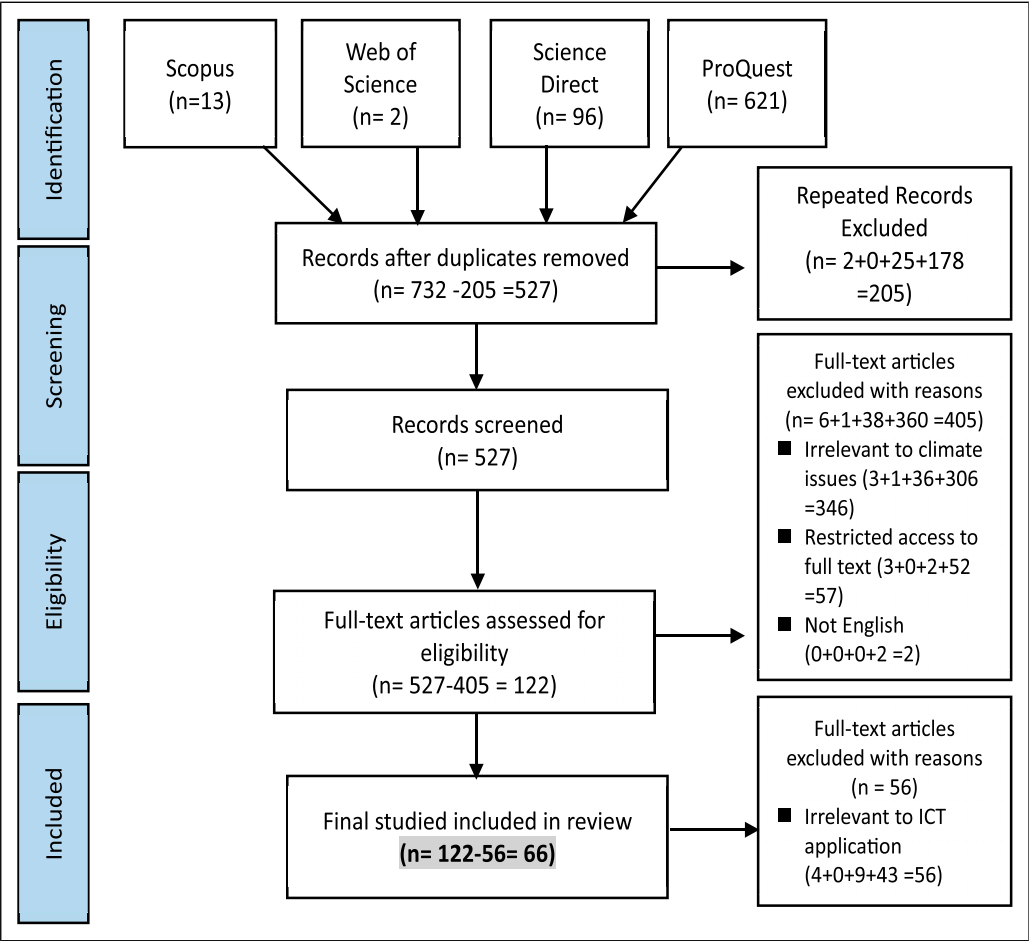 Identification
Scopus
(n=13)
Web of
Science
(n= 2)
Science
Direct
(n= 96)
ProQuest
(n= 621)
Repeated Records
Excluded
(n= 2+0+25+178
=205)
Records after duplicates removed
(n= 732 -205 =527)
Screening
Records screened
(n= 527)
Full-text articles
excluded with reasons
(n= 6+1+38+360 =405)
■ Irrelevant to climate
issues (3+1+36+306
=346)
■ Restricted access to
full text (3+0+2+52
=57)
■ Not English
(0+0+0+2 =2)
Eligibility
Full-text articles assessed for
eligibility
(n= 527-405 = 122)
Included
Final studied included in review
(n= 122-56= 66)
Full-text articles
excluded with reasons
(n = 56)
■ Irrelevant to ICT
application
(4+0+9+43 =56)